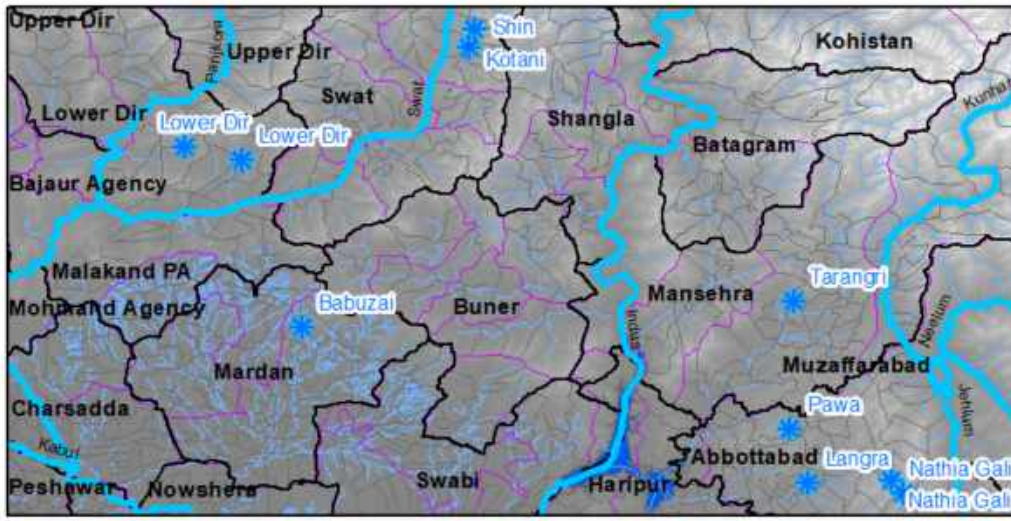 Upper Dir
Shin
Kotani
Kohistan
Upper Dir
Panjkora
Swat
Swat
Kunhar
Lower Dir
Lower Dir
Lower Dir
Shangla
Batagram
Bajaur Agency
Malakand PA
Tarangri
Mohmand Agency
Babuzai
Buner
Mansehra
Indus
Neelum
Mardan
Muzaffarabad
Charsadda
Pawa
Jehlum
Kabul
Abbottabad
Langra
Nathia Gali
Peshawar
Nowshera
Swabi
Haripur
Nathia Gali